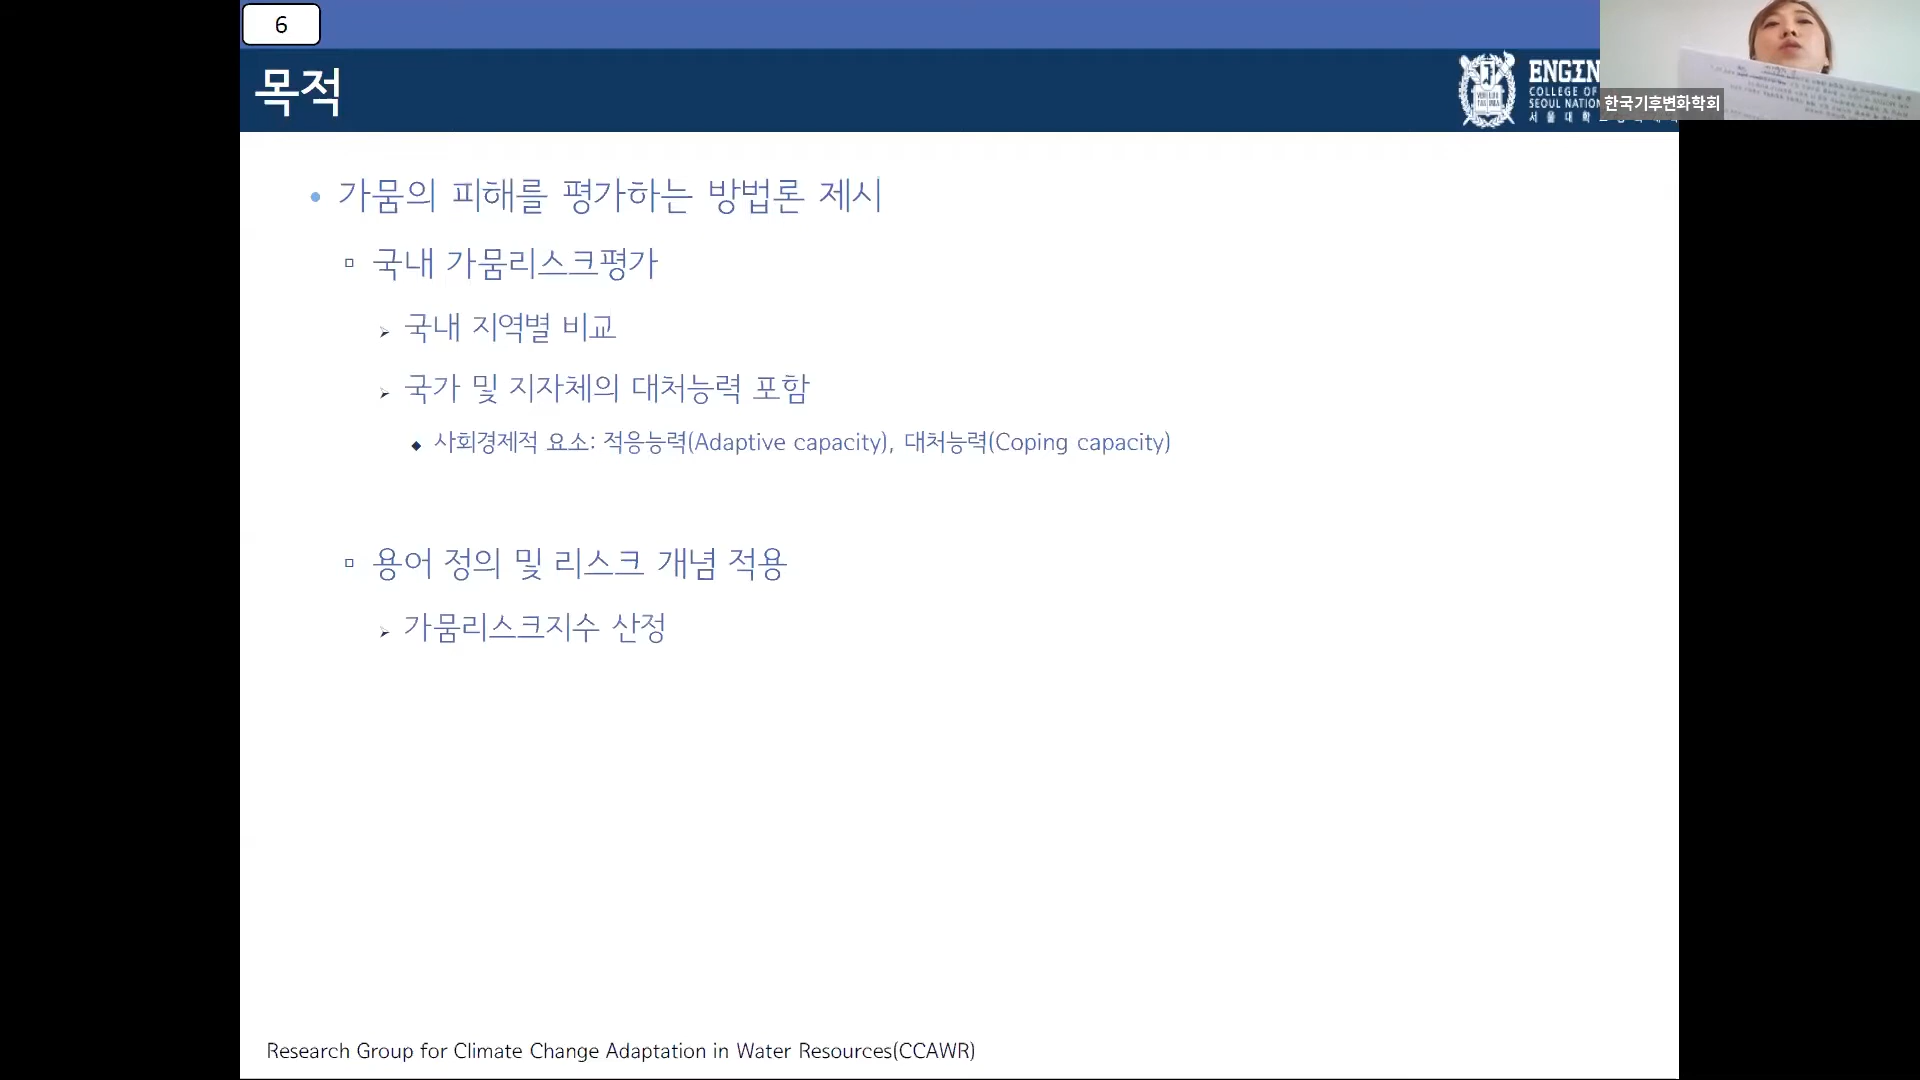 6
목적
ENGIN
COLLEGE OF
SEOUL NATION
서울대학
한국기후변화학회
• 가뭄의 피해를 평가하는 방법론 제시
국내 가뭄리스크평가
국내 지역별 비교
국가 및 지자체의 대처능력 포함
사회경제적 요소: 적응능력(Adaptive capacity), 대처능력(Coping capacity)
용어 정의 및 리스크 개념 적용
가뭄리스크지수 산정
Research Group for Climate Change Adaptation in Water Resources(CCAWR)